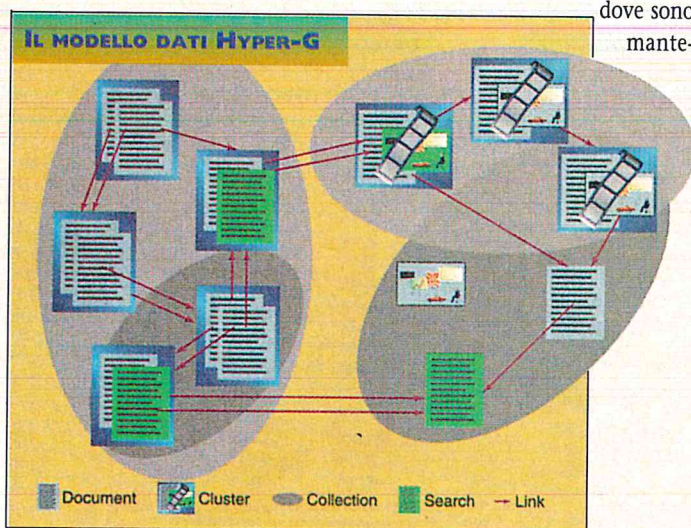 IL MODELLO DATI HYPER-G
dove sono
mante-
Document Cluster Collection Search Link